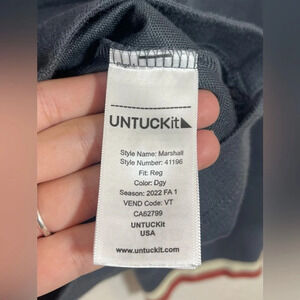 UNTUCKit
Style Name: Marshall
Style Number: 41196
Fit: Reg
Color: Dgy
Season: 2022 FA 1
VEND Code: VT
CA62799
UNTUCKit
USA
www.untuckit.com